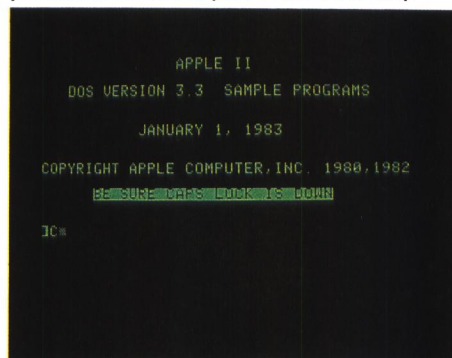 APPLE II
DOS VERSION 3.3 SAMPLE PROGRAMS
JANUARY 1, 1983
COPYRIGHT APPLE COMPUTER,INC. 1980,1982
BE SURE CAPS LOCK IS DOWN
]C